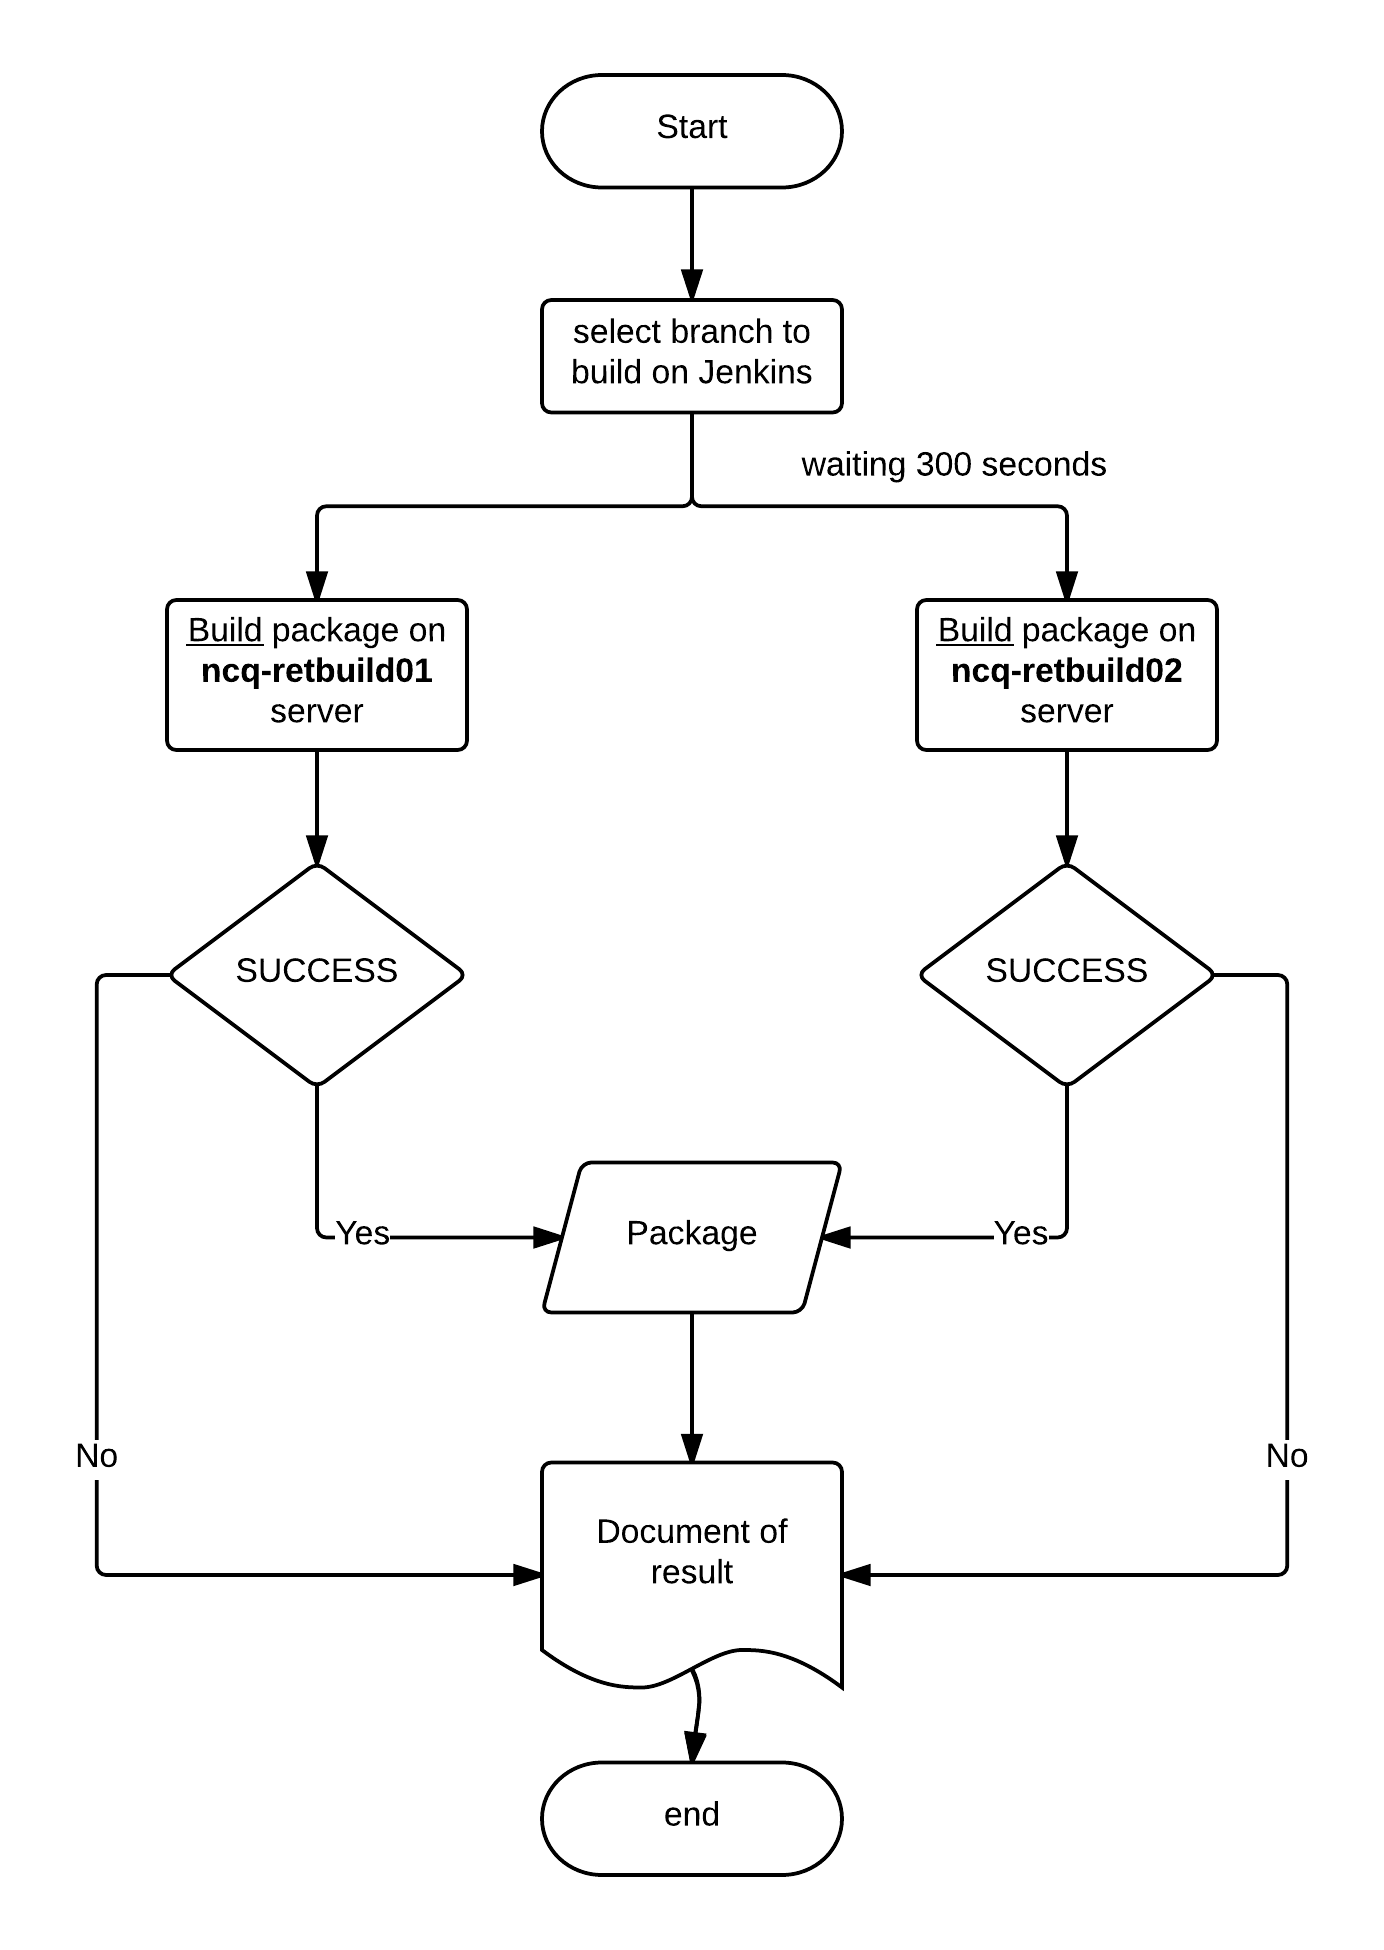 Start
select branch to
build on Jenkins
waiting 300 seconds
Build package on
ncq-retbuild01
server
Build package on
ncq-retbuild02
server
SUCCESS
SUCCESS
Yes
Package
Yes
No
No
Document of
result
end